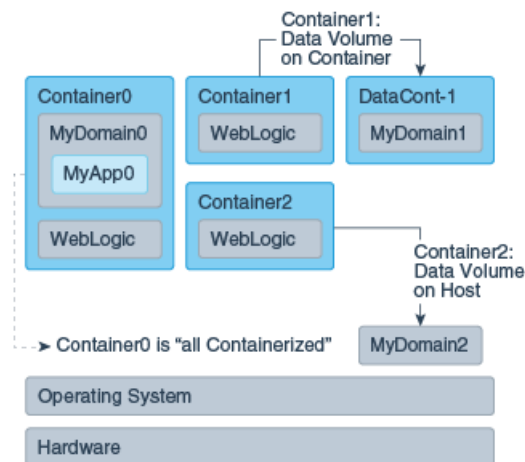 Container1:
Data Volume
on Container
Container0
MyDomain0
MyApp0
WebLogic
Container1
WebLogic
DataCont-1
MyDomain1
Container2
WebLogic
Container2:
Data Volume
on Host
Container0 is “all Containerized”
MyDomain2
Operating System
Hardware